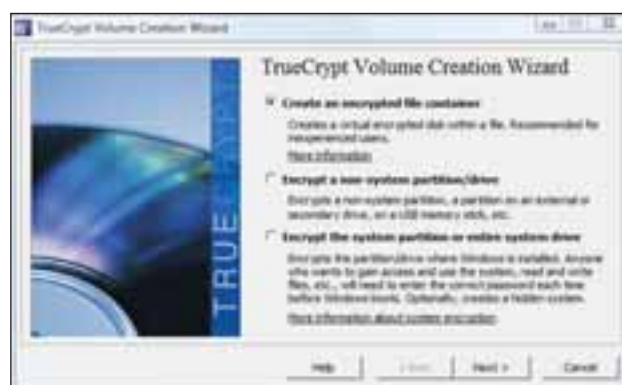 TrueCrypt Volume Creation Wizard
TrueCrypt Volume Creation Wizard
TRUECRYPT
Create an encrypted file container
Creates a virtual encrypted disk within a file. Recommended for
inexperienced users.
More information
Encrypt a non-system partition/drive
Encrypts a non-system partition, a partition on an external or
secondary drive, on a USB memory stick, etc.
Encrypt the system partition or entire system drive
Encrypts the partition/drive where Windows is installed. Anyone
who wants to gain access and use the system, read and write
files, etc., will need to enter the correct password each time
before Windows boots. Optionally, creates a hidden system.
More information about system encryption
Help
< Back
Next >
Cancel